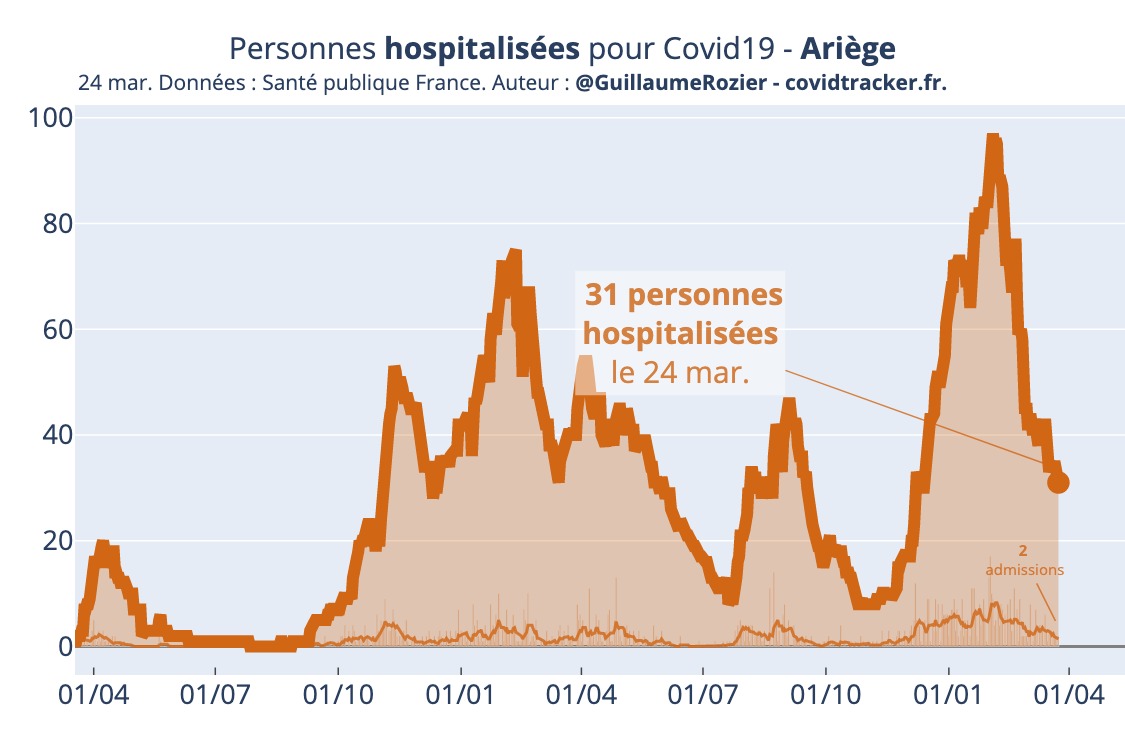 Personnes hospitalisées pour Covid19 - Ariège
24 mar. Données : Santé publique France. Auteur : @GuillaumeRozier - covidtracker.fr.
100
80
60
40
20
0
31 personnes
hospitalisées
le 24 mar.
2
admissions
01/04 01/07 01/10 01/01 01/04 01/07 01/10 01/01 01/04